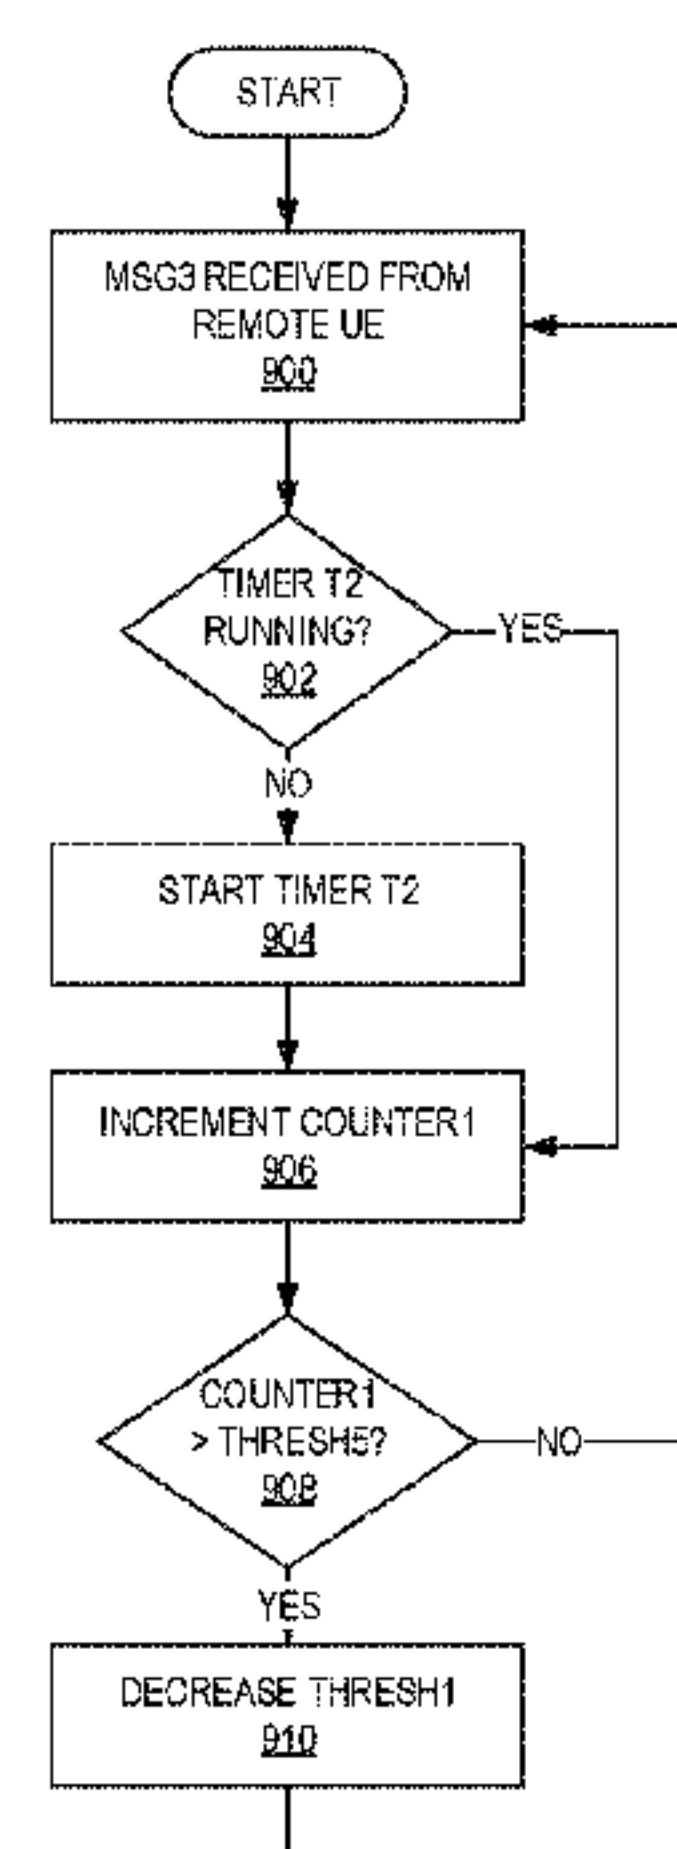 START
MSG3 RECEIVED FROM
REMOTE UE
900
TIMER T2
RUNNING?
902
YES
NO
START TIMER T2
904
INCREMENT COUNTER1
906
COUNTER1
> THRESH5?
908
NO
YES
DECREASE THRESH1
910